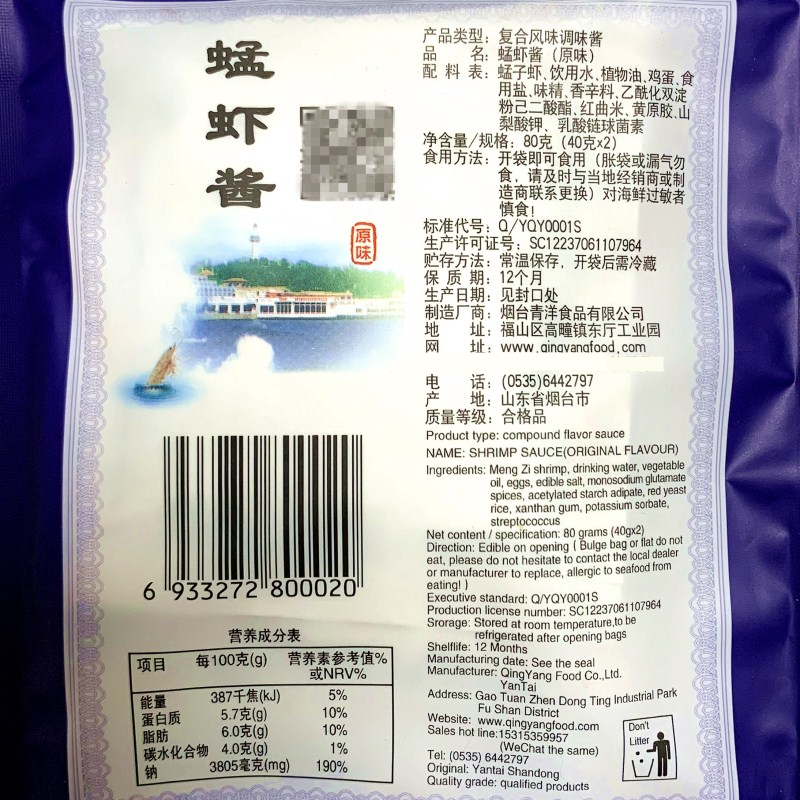 蜢虾酱
原味
产品类型：复合风味调味酱
品　　名：蜢虾酱（原味）
配 料 表：蜢子虾、饮用水、植物油、鸡蛋、食
用盐、味精、香辛料、乙酰化双淀
粉己二酸酯、红曲米、黄原胶、山
梨酸钾、乳酸链球菌素
净含量/规格：80克（40克x2）
食用方法：开袋即可食用（胀袋或漏气勿
食，请及时与当地经销商或制
造商联系更换）对海鲜过敏者
慎食！
标准代号：Q/YQY0001S
生产许可证号：SC12237061107964
贮存方法：常温保存，开袋后需冷藏
保 质 期：12个月
生产日期：见封口处
制造厂商：烟台青洋食品有限公司
地　　址：福山区高疃镇东厅工业园
网　　址：www.qingyangfood.com
电　　话：(0535)6442797
产　　地：山东省烟台市
质量等级：合格品
Product type: compound flavor sauce
NAME: SHRIMP SAUCE(ORIGINAL FLAVOUR)
Ingredients: Meng Zi shrimp, drinking water, vegetable
oil, eggs, edible salt, monosodium glutamate
spices, acetylated starch adipate, red yeast
rice, xanthan gum, potassium sorbate,
streptococcus
Net content / specification: 80 grams (40gx2)
Direction: Edible on opening ( Bulge bag or flat do not
eat, please do not hesitate to contact the local dealer
or manufacturer to replace, allergic to seafood from
eating! )
Executive standard: Q/YQY0001S
Production license number: SC12237061107964
Srorage: Stored at room temperature,to be
refrigerated after opening bags
Shelflife: 12 Months
Manufacturing date: See the seal
Manufacturer: QingYang Food Co.,Ltd.
YanTai
Address: Gao Tuan Zhen Dong Ting Industrial Park
Fu Shan District
Website: www.qingyangfood.com
Sales hot line:15315359957
(WeChat the same)
Tel: (0535) 6442797
Original: Yantai Shandong
Quality grade: qualified products
Don't
Litter
6 933272 800020
营养成分表
项目 每100克(g) 营养素参考值%
或NRV%
能量 387千焦(kJ) 5%
蛋白质 5.7克(g) 10%
脂肪 6.0克(g) 10%
碳水化合物 4.0克(g) 1%
钠 3805毫克(mg) 190%